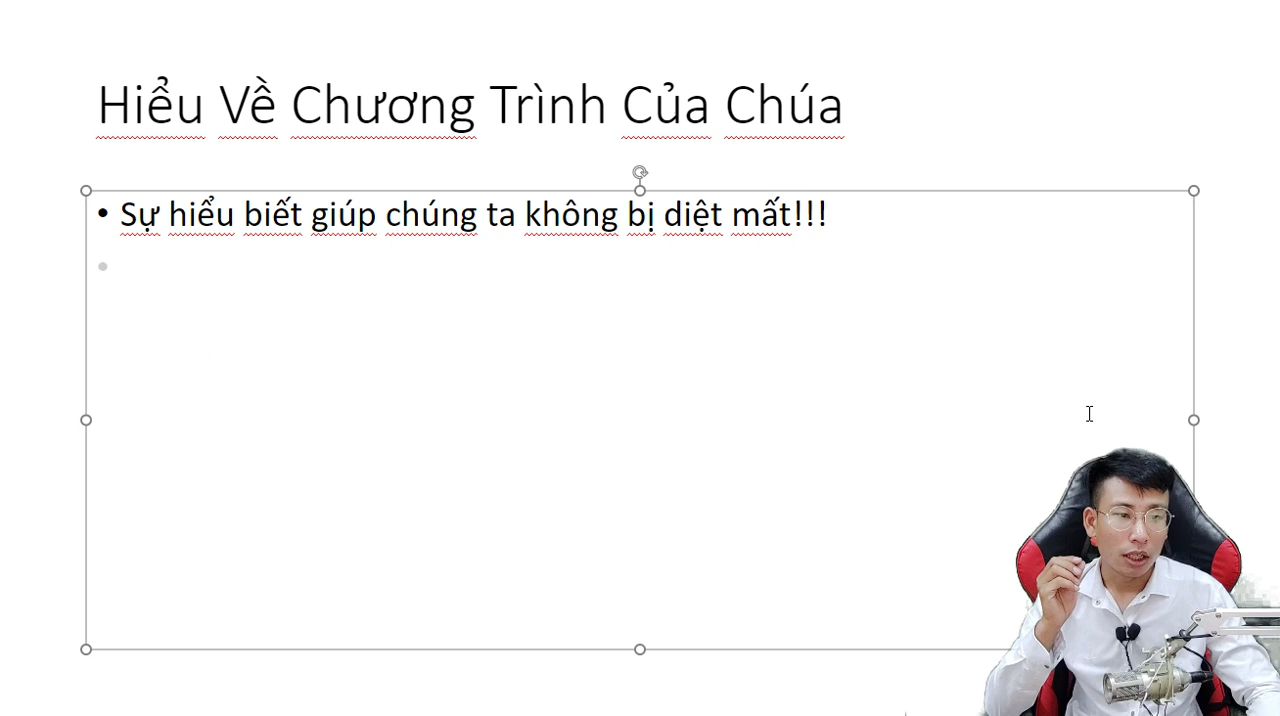 Hiểu Về Chương Trình Của Chúa
• Sự hiểu biết giúp chúng ta không bị diệt mất!!!